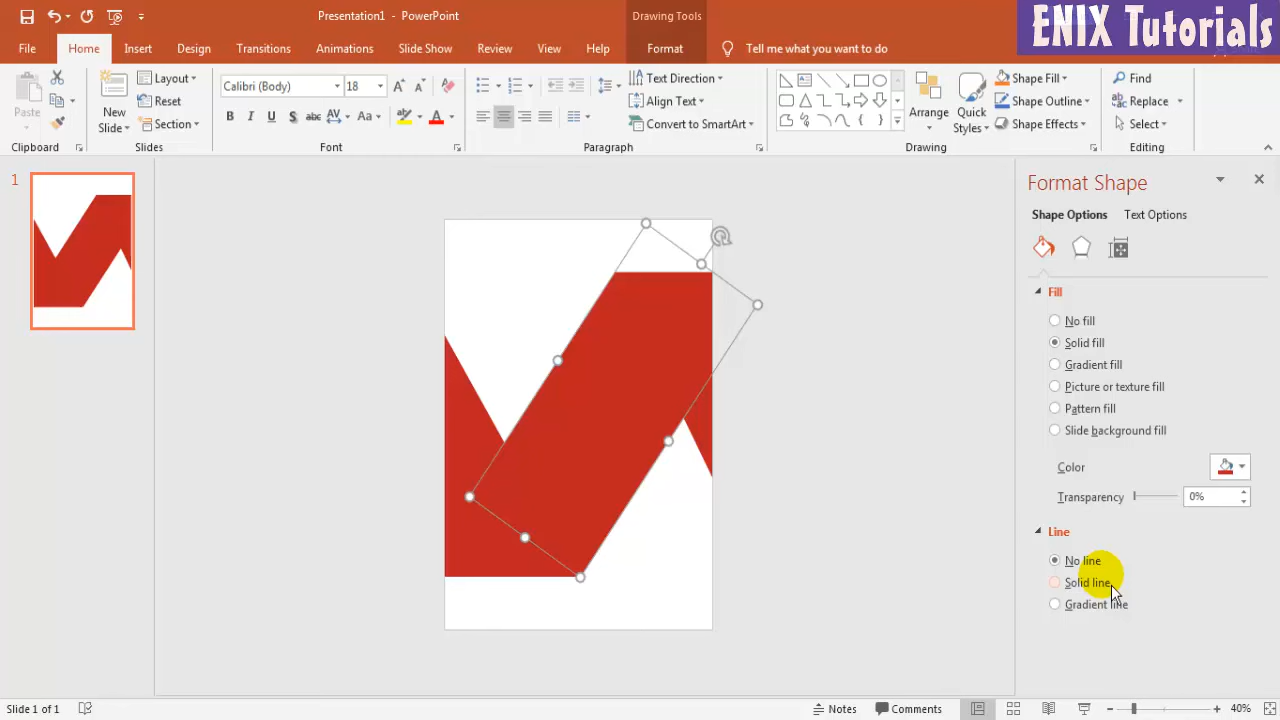 Presentation1 - PowerPoint
Drawing Tools
ENIX Tutorials
File Home Insert Design Transitions Animations Slide Show Review View Help Format Tell me what you want to do
Paste
Clipboard
New
Slide
Layout
Reset
Section
Slides
Calibri (Body) 18
B I U S abc AV Aa A
Font
Text Direction
Align Text
Convert to SmartArt
Paragraph
Arrange
Quick
Styles
Shape Fill
Shape Outline
Shape Effects
Drawing
Find
Replace
Select
Editing
1
Format Shape
Shape Options Text Options
Fill
No fill
Solid fill
Gradient fill
Picture or texture fill
Pattern fill
Slide background fill
Color
Transparency 0%
Line
No line
Solid line
Gradient line
Slide 1 of 1
Notes Comments 40%